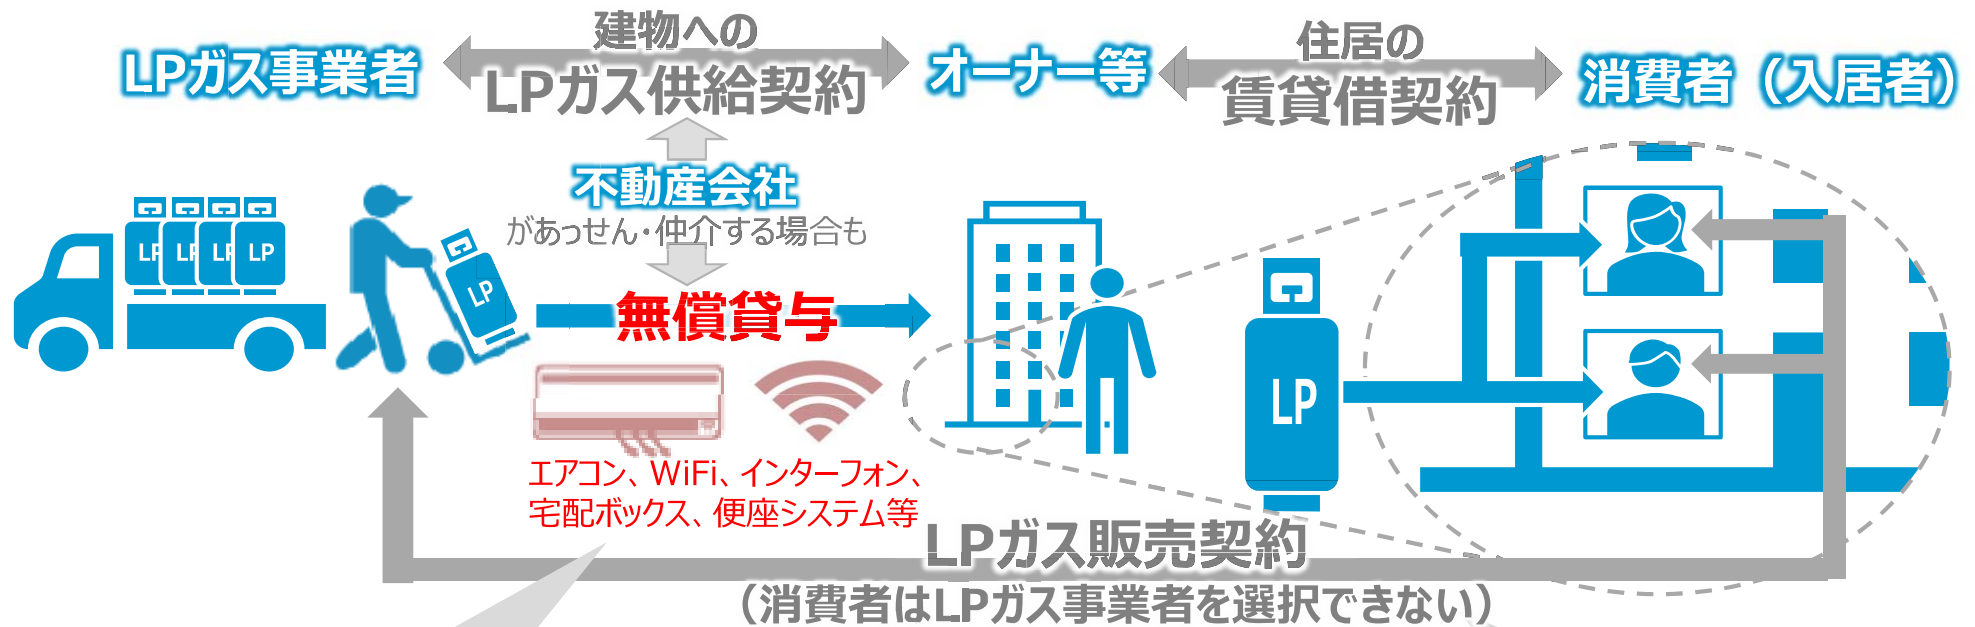 建物への
LPガス事業者
LPガス供給契約
オーナー等
住居の
賃貸借契約
消費者（入居者）
不動産会社
があっせん・仲介する場合も
LP
LP
LP
LP
LP
無償貸与
LP
エアコン、WiFi、インターフォン、
宅配ボックス、便座システム等
LPガス販売契約
（消費者はLPガス事業者を選択できない）